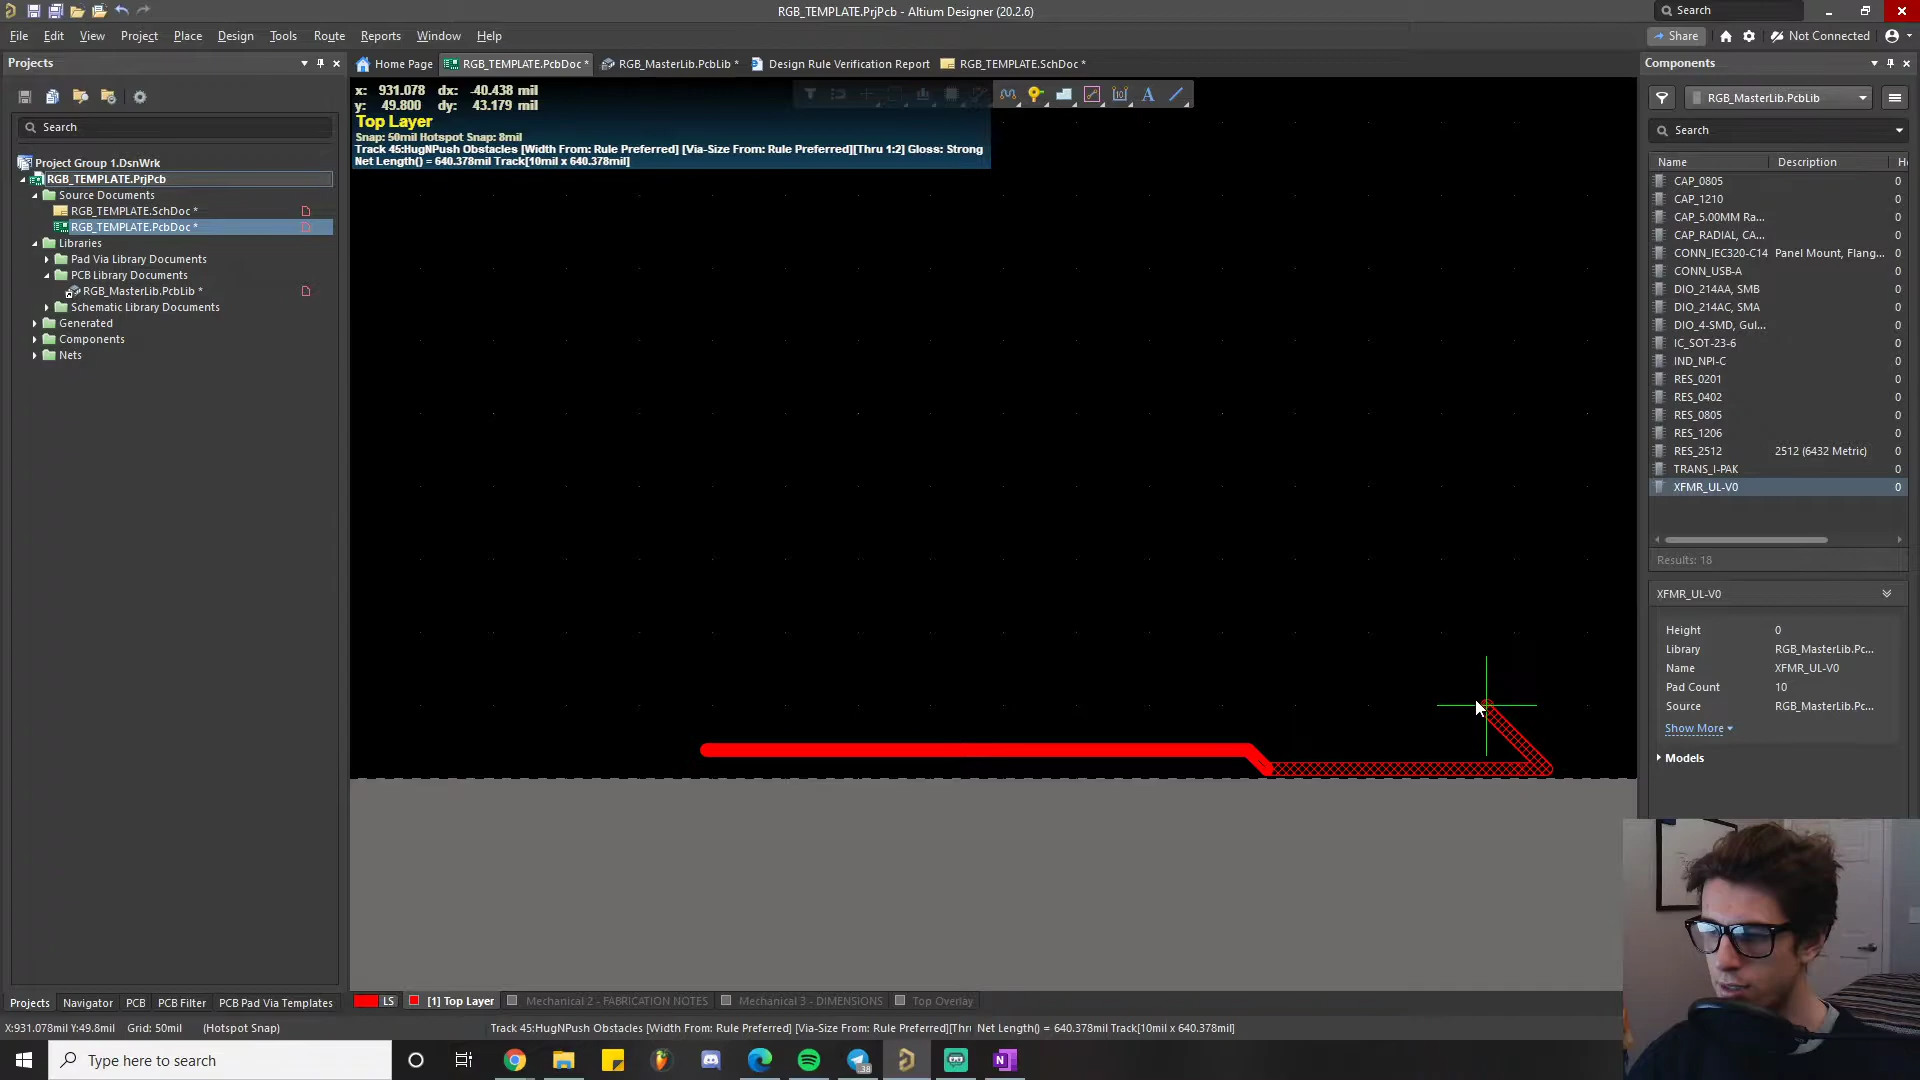 RGB_TEMPLATE.PrjPcb - Altium Designer (20.2.6)
Search
File Edit View Project Place Design Tools Route Reports Window Help
Share
Not Connected
Projects
Home Page
RGB_TEMPLATE.PcbDoc *
RGB_MasterLib.PcbLib *
Design Rule Verification Report
RGB_TEMPLATE.SchDoc *
Components
Search
Project Group 1.DsnWrk
RGB_TEMPLATE.PrjPcb
Source Documents
RGB_TEMPLATE.SchDoc *
RGB_TEMPLATE.PcbDoc *
Libraries
Pad Via Library Documents
PCB Library Documents
RGB_MasterLib.PcbLib *
Schematic Library Documents
Generated
Components
Nets
x: 931.078 dx: -40.438 mil
y: 49.800 dy: 43.179 mil
Top Layer
Snap: 50mil Hotspot Snap: 8mil
Track 45:HugNPush Obstacles [Width From: Rule Preferred] [Via-Size From: Rule Preferred][Thru 1:2] Gloss: Strong
Net Length() = 640.378mil Track[10mil x 640.378mil]
10
A
RGB_MasterLib.PcbLib
Search
Name Description H
CAP_0805 0
CAP_1210 0
CAP_5.00MM Ra... 0
CAP_RADIAL, CA... 0
CONN_IEC320-C14 Panel Mount, Flang... 0
CONN_USB-A 0
DIO_214AA, SMB 0
DIO_214AC, SMA 0
DIO_4-SMD, Gul... 0
IC_SOT-23-6 0
IND_NPI-C 0
RES_0201 0
RES_0402 0
RES_0805 0
RES_1206 0
RES_2512 2512 (6432 Metric) 0
TRANS_I-PAK 0
XFMR_UL-V0 0
Results: 18
XFMR_UL-V0
Height 0
Library RGB_MasterLib.Pc...
Name XFMR_UL-V0
Pad Count 10
Source RGB_MasterLib.Pc...
Show More
Models
Projects Navigator PCB PCB Filter PCB Pad Via Templates
LS [1] Top Layer Mechanical 2 - FABRICATION NOTES Mechanical 3 - DIMENSIONS Top Overlay
X:931.078mil Y:49.8mil Grid: 50mil (Hotspot Snap)
Track 45:HugNPush Obstacles [Width From: Rule Preferred] [Via-Size From: Rule Preferred][Thru Net Length() = 640.378mil Track[10mil x 640.378mil]
Type here to search
38
N